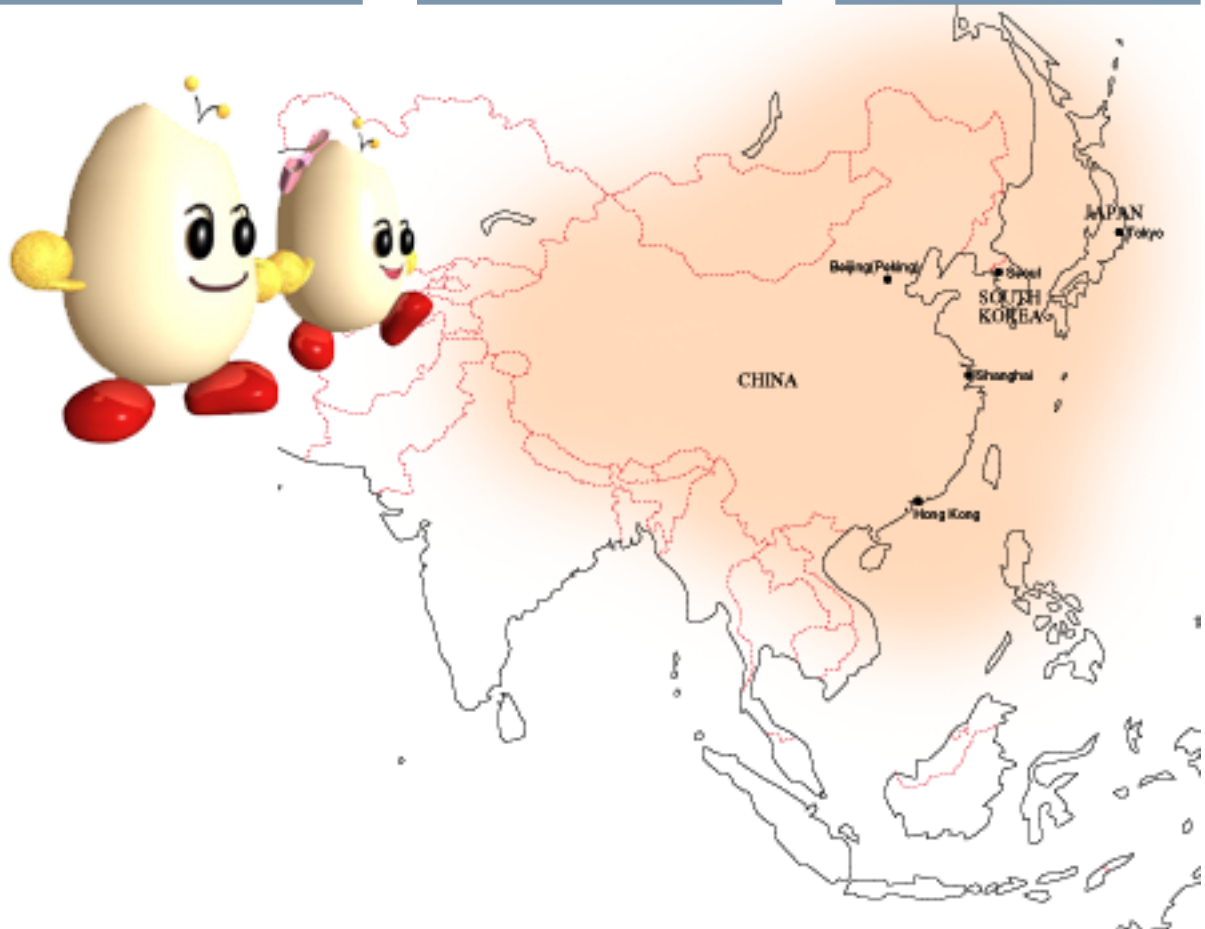 JAPAN
Tokyo
Beijing(Peking)
Seoul
SOUTH
KOREA
CHINA
Shanghai
Hong Kong